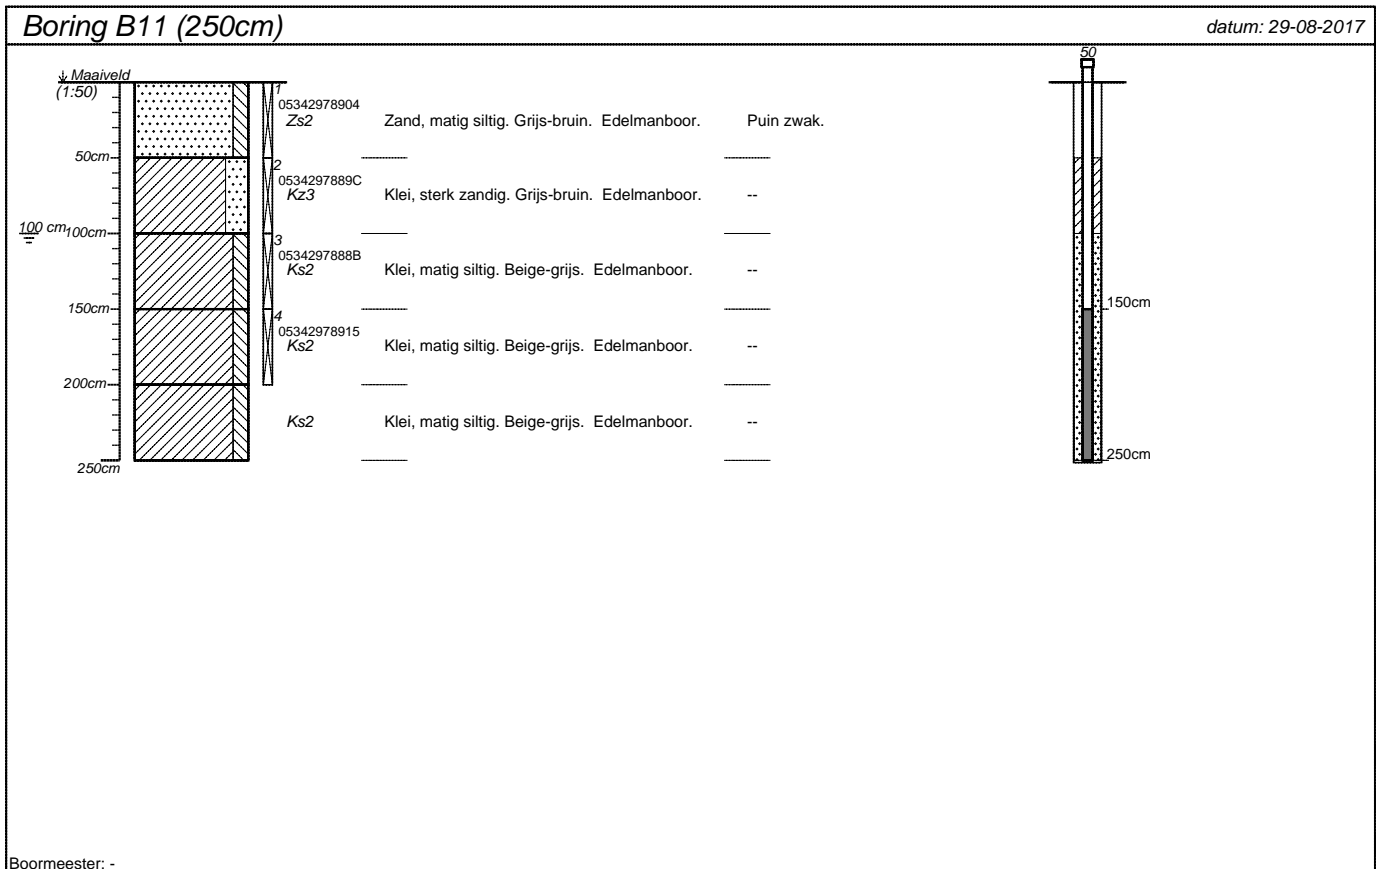 Boring B11 (250cm)
datum: 29-08-2017
50
Maaiveld
(1:50)
1
05342978904
Zs2 Zand, matig siltig. Grijs-bruin. Edelmanboor. Puin zwak.
50cm
2
0534297889C
Kz3 Klei, sterk zandig. Grijs-bruin. Edelmanboor. --
100 cm 100cm
3
0534297888B
Ks2 Klei, matig siltig. Beige-grijs. Edelmanboor. --
150cm 150cm
4
05342978915
Ks2 Klei, matig siltig. Beige-grijs. Edelmanboor. --
200cm
Ks2 Klei, matig siltig. Beige-grijs. Edelmanboor. --
250cm 250cm
Boormeester: -